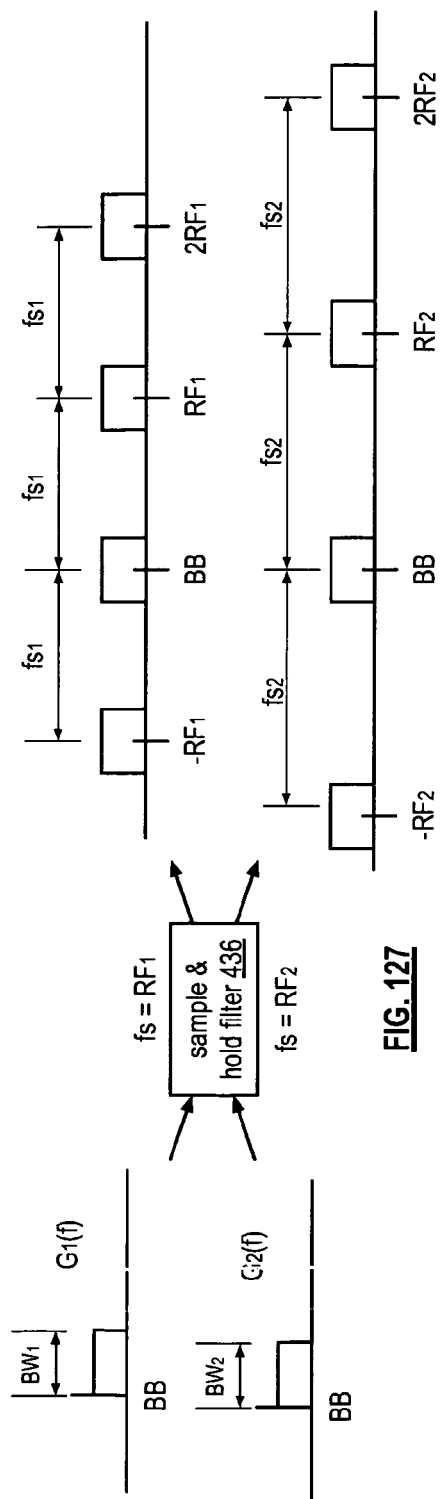 BW1
G1(f)
BB
BW2
G2(f)
BB
fs = RF1
sample &
hold filter 436
fs = RF2
fs1
fs1
fs1
-RF1
BB
RF1
2RF1
fs2
fs2
fs2
-RF2
BB
RF2
2RF2
FIG. 127